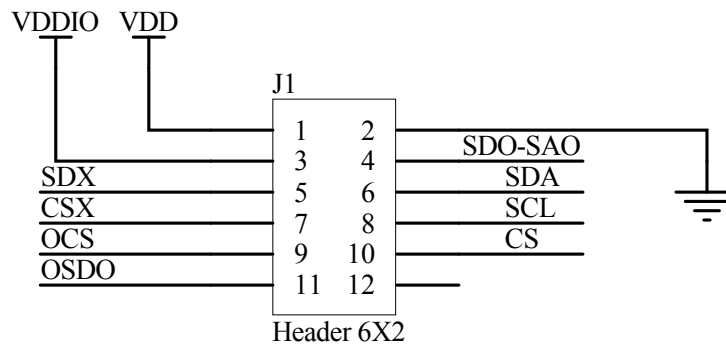 VDDIO VDD
J1
1 2
SDO-SAO
3 4
SDX SDA
5 6
CSX SCL
7 8
OCS CS
9 10
OSDO
11 12
Header 6X2